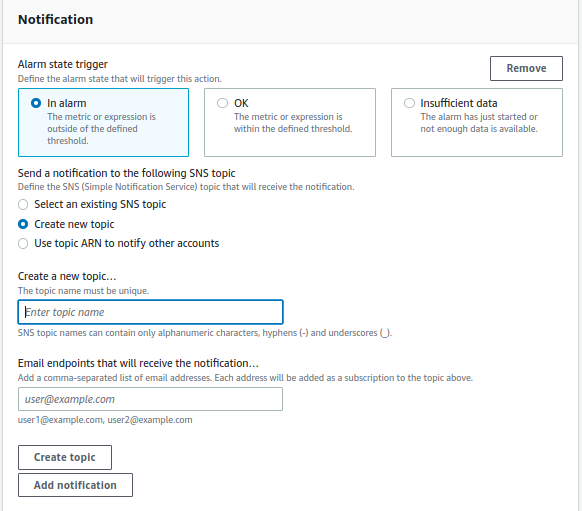 Notification
Alarm state trigger
Define the alarm state that will trigger this action.
Remove
In alarm
The metric or expression is
outside of the defined
threshold.
OK
The metric or expression is
within the defined threshold.
Insufficient data
The alarm has just started or
not enough data is available.
Send a notification to the following SNS topic
Define the SNS (Simple Notification Service) topic that will receive the notification.
Select an existing SNS topic
Create new topic
Use topic ARN to notify other accounts
Create a new topic...
The topic name must be unique.
Enter topic name
SNS topic names can contain only alphanumeric characters, hyphens (-) and underscores (_).
Email endpoints that will receive the notification...
Add a comma-separated list of email addresses. Each address will be added as a subscription to the topic above.
user@example.com
user1@example.com, user2@example.com
Create topic
Add notification